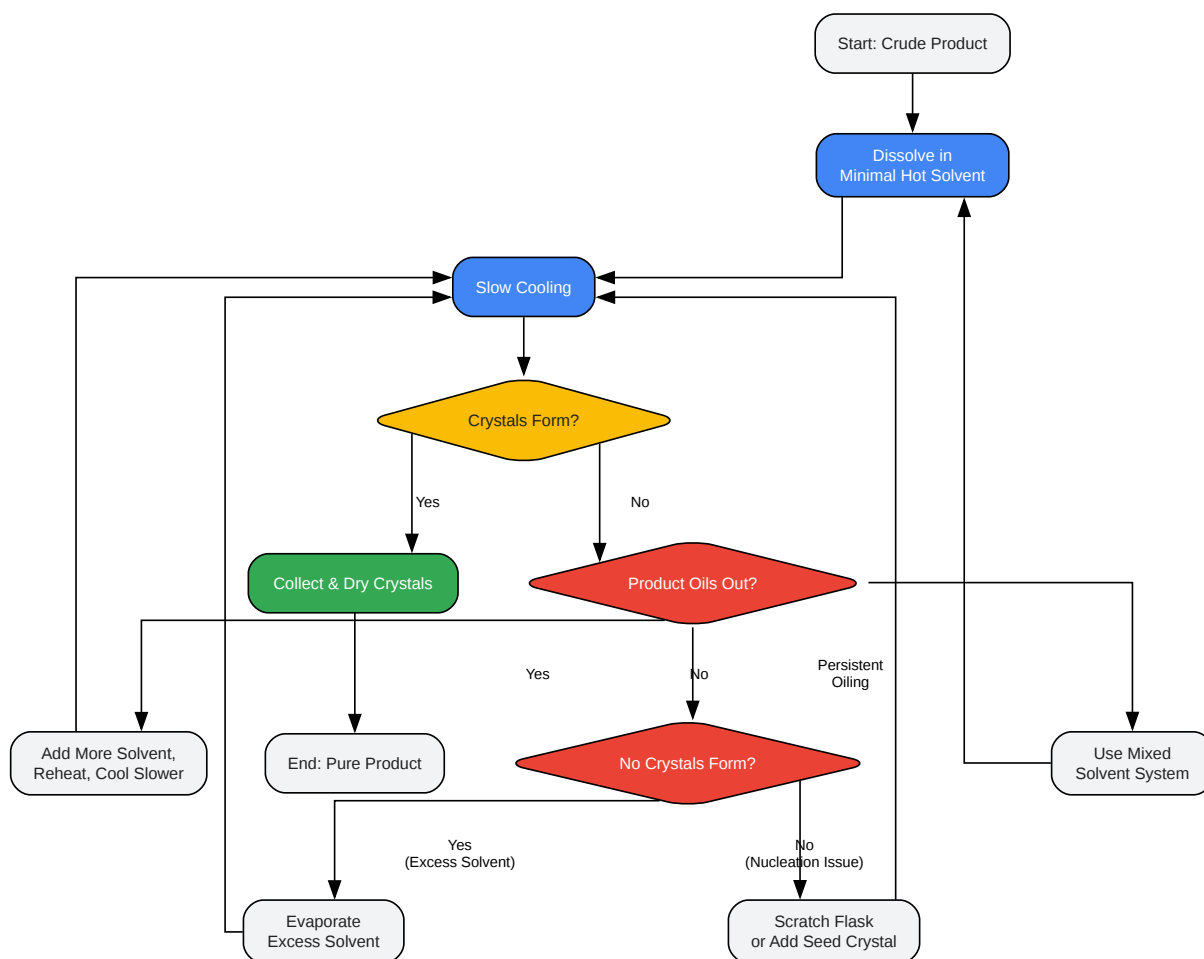 Start: Crude Product
Dissolve in
Minimal Hot Solvent
Slow Cooling
Crystals Form?
Yes
No
Collect & Dry Crystals
Product Oils Out?
Yes
No
Persistent
Oiling
Add More Solvent,
Reheat, Cool Slower
End: Pure Product
No Crystals Form?
Use Mixed
Solvent System
Yes
(Excess Solvent)
No
(Nucleation Issue)
Evaporate
Excess Solvent
Scratch Flask
or Add Seed Crystal